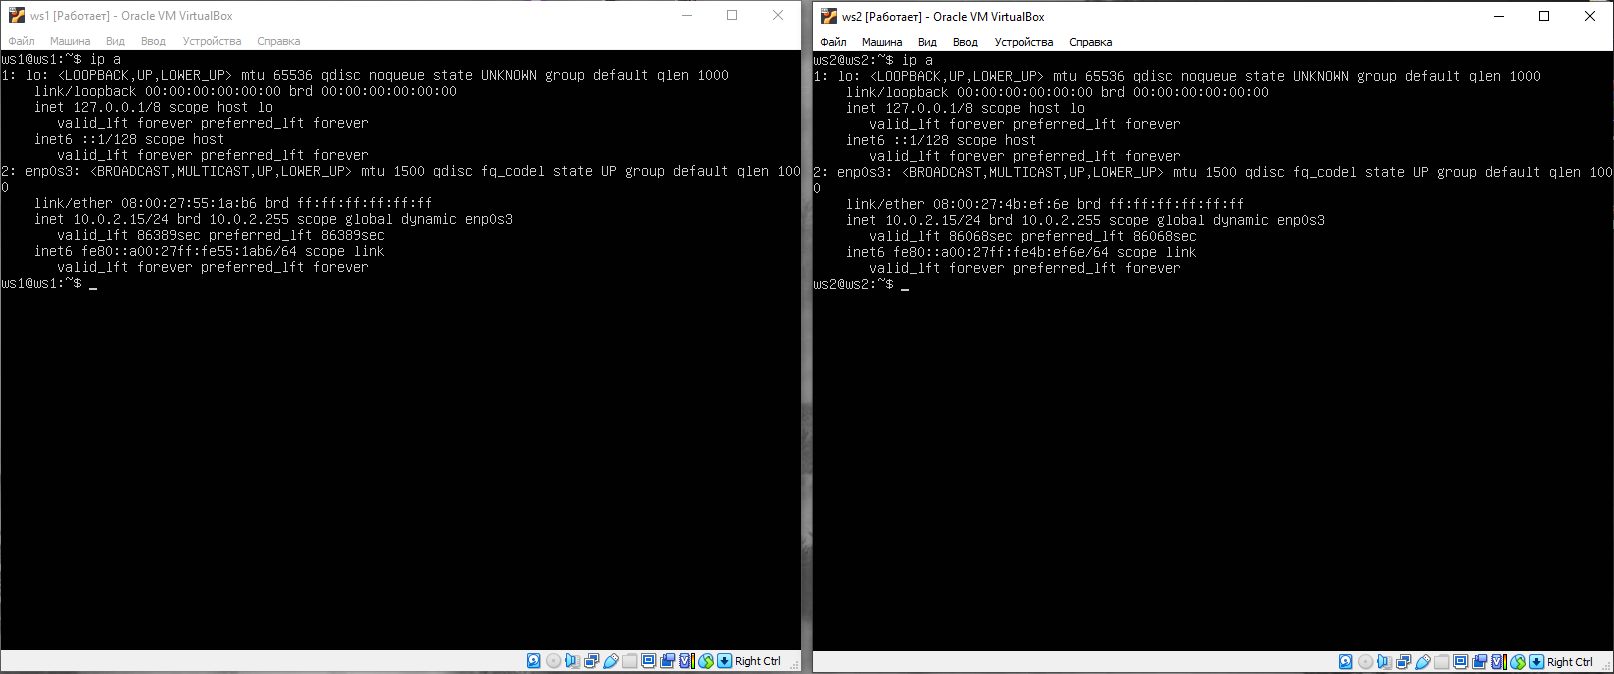 ws1 [Работает] - Oracle VM VirtualBox
Файл Машина Вид Ввод Устройства Справка
ws1@ws1:~$ ip a
1: lo: <LOOPBACK,UP,LOWER_UP> mtu 65536 qdisc noqueue state UNKNOWN group default qlen 1000
    link/loopback 00:00:00:00:00:00 brd 00:00:00:00:00:00
    inet 127.0.0.1/8 scope host lo
       valid_lft forever preferred_lft forever
    inet6 ::1/128 scope host
       valid_lft forever preferred_lft forever
2: enp0s3: <BROADCAST,MULTICAST,UP,LOWER_UP> mtu 1500 qdisc fq_codel state UP group default qlen 100
0
    link/ether 08:00:27:55:1a:b6 brd ff:ff:ff:ff:ff:ff
    inet 10.0.2.15/24 brd 10.0.2.255 scope global dynamic enp0s3
       valid_lft 86389sec preferred_lft 86389sec
    inet6 fe80::a00:27ff:fe55:1ab6/64 scope link
       valid_lft forever preferred_lft forever
ws1@ws1:~$ _
Right Ctrl
ws2 [Работает] - Oracle VM VirtualBox
Файл Машина Вид Ввод Устройства Справка
ws2@ws2:~$ ip a
1: lo: <LOOPBACK,UP,LOWER_UP> mtu 65536 qdisc noqueue state UNKNOWN group default qlen 1000
    link/loopback 00:00:00:00:00:00 brd 00:00:00:00:00:00
    inet 127.0.0.1/8 scope host lo
       valid_lft forever preferred_lft forever
    inet6 ::1/128 scope host
       valid_lft forever preferred_lft forever
2: enp0s3: <BROADCAST,MULTICAST,UP,LOWER_UP> mtu 1500 qdisc fq_codel state UP group default qlen 100
0
    link/ether 08:00:27:4b:ef:6e brd ff:ff:ff:ff:ff:ff
    inet 10.0.2.15/24 brd 10.0.2.255 scope global dynamic enp0s3
       valid_lft 86068sec preferred_lft 86068sec
    inet6 fe80::a00:27ff:fe4b:ef6e/64 scope link
       valid_lft forever preferred_lft forever
ws2@ws2:~$ _
Right Ctrl